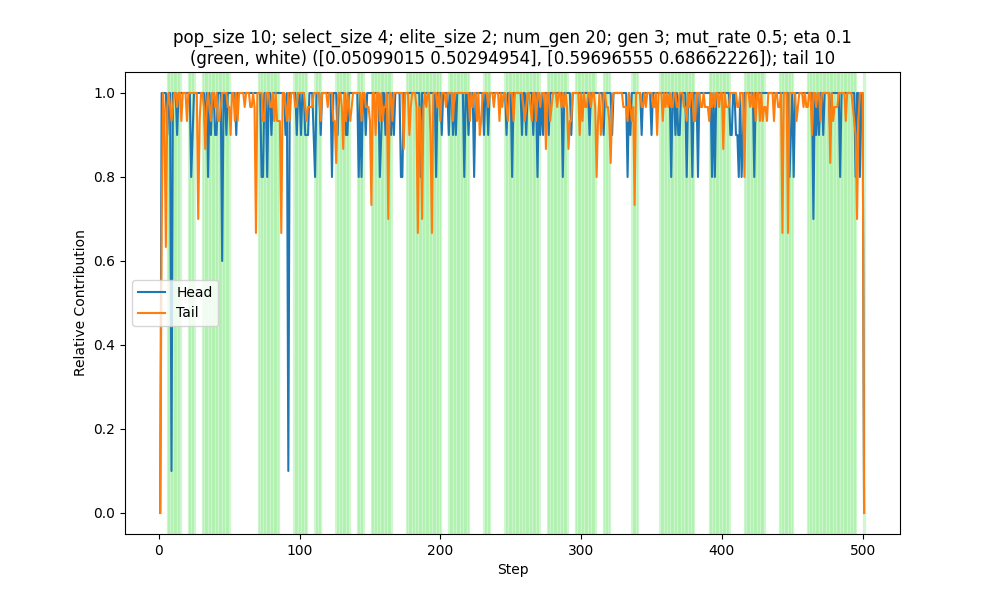 pop_size 10; select_size 4; elite_size 2; num_gen 20; gen 3; mut_rate 0.5; eta 0.1
(green, white) ([0.05099015 0.50294954], [0.59696555 0.68662226]); tail 10
Relative Contribution
1.0
0.8
0.6
0.4
0.2
0.0
Head
Tail
0 100 200 300 400 500
Step